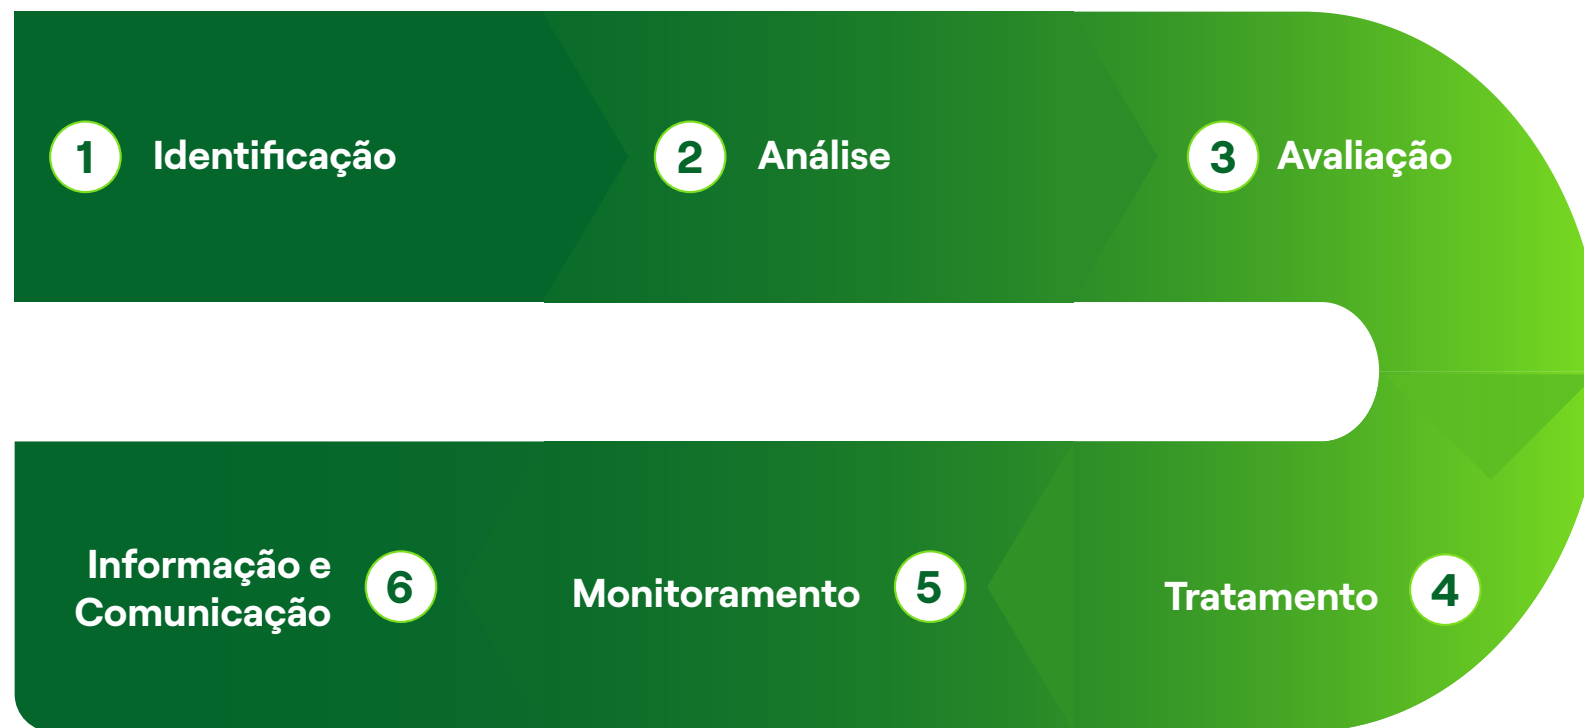 1 Identificação
2 Análise
3 Avaliação
4 Tratamento
5 Monitoramento
6 Informação e
Comunicação